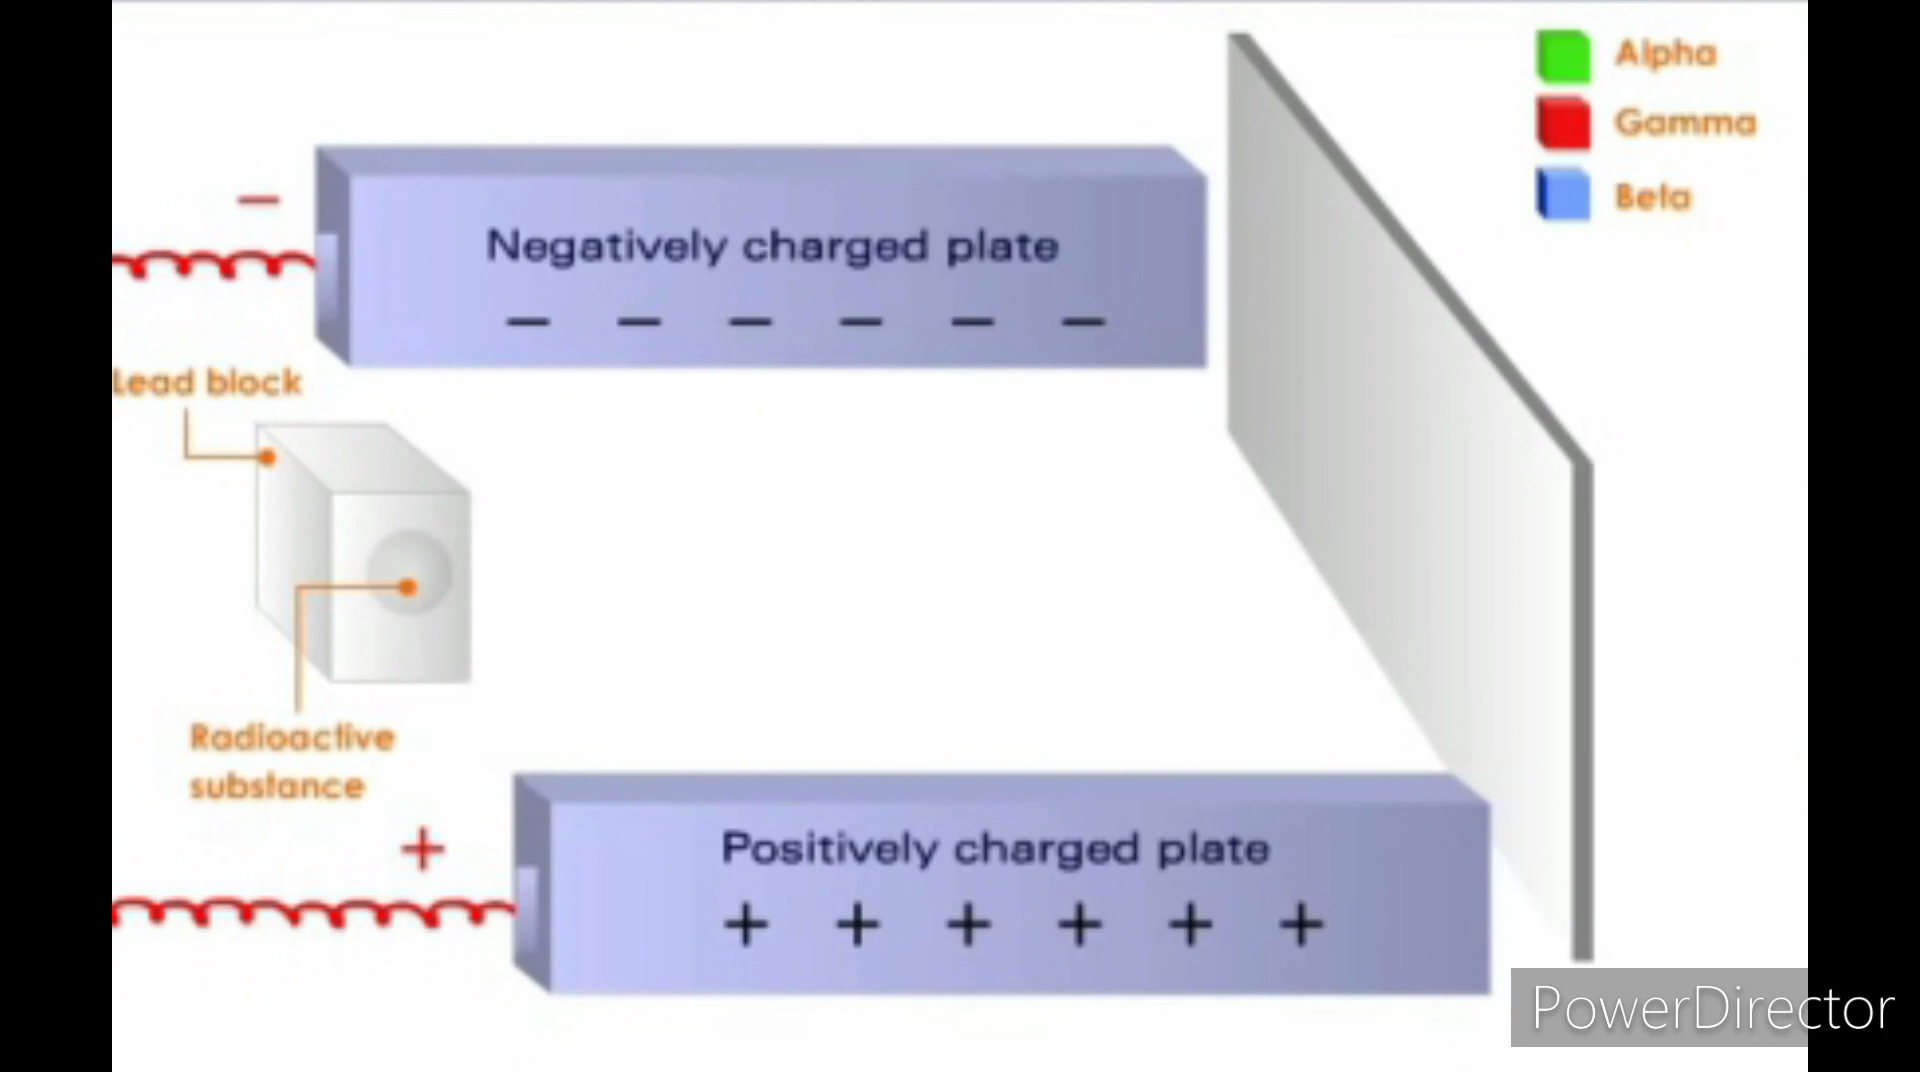 Alpha
Gamma
Beta
−
Negatively charged plate
− − − − − −
Lead block
Radioactive
substance
+
Positively charged plate
+ + + + + +
PowerDirector